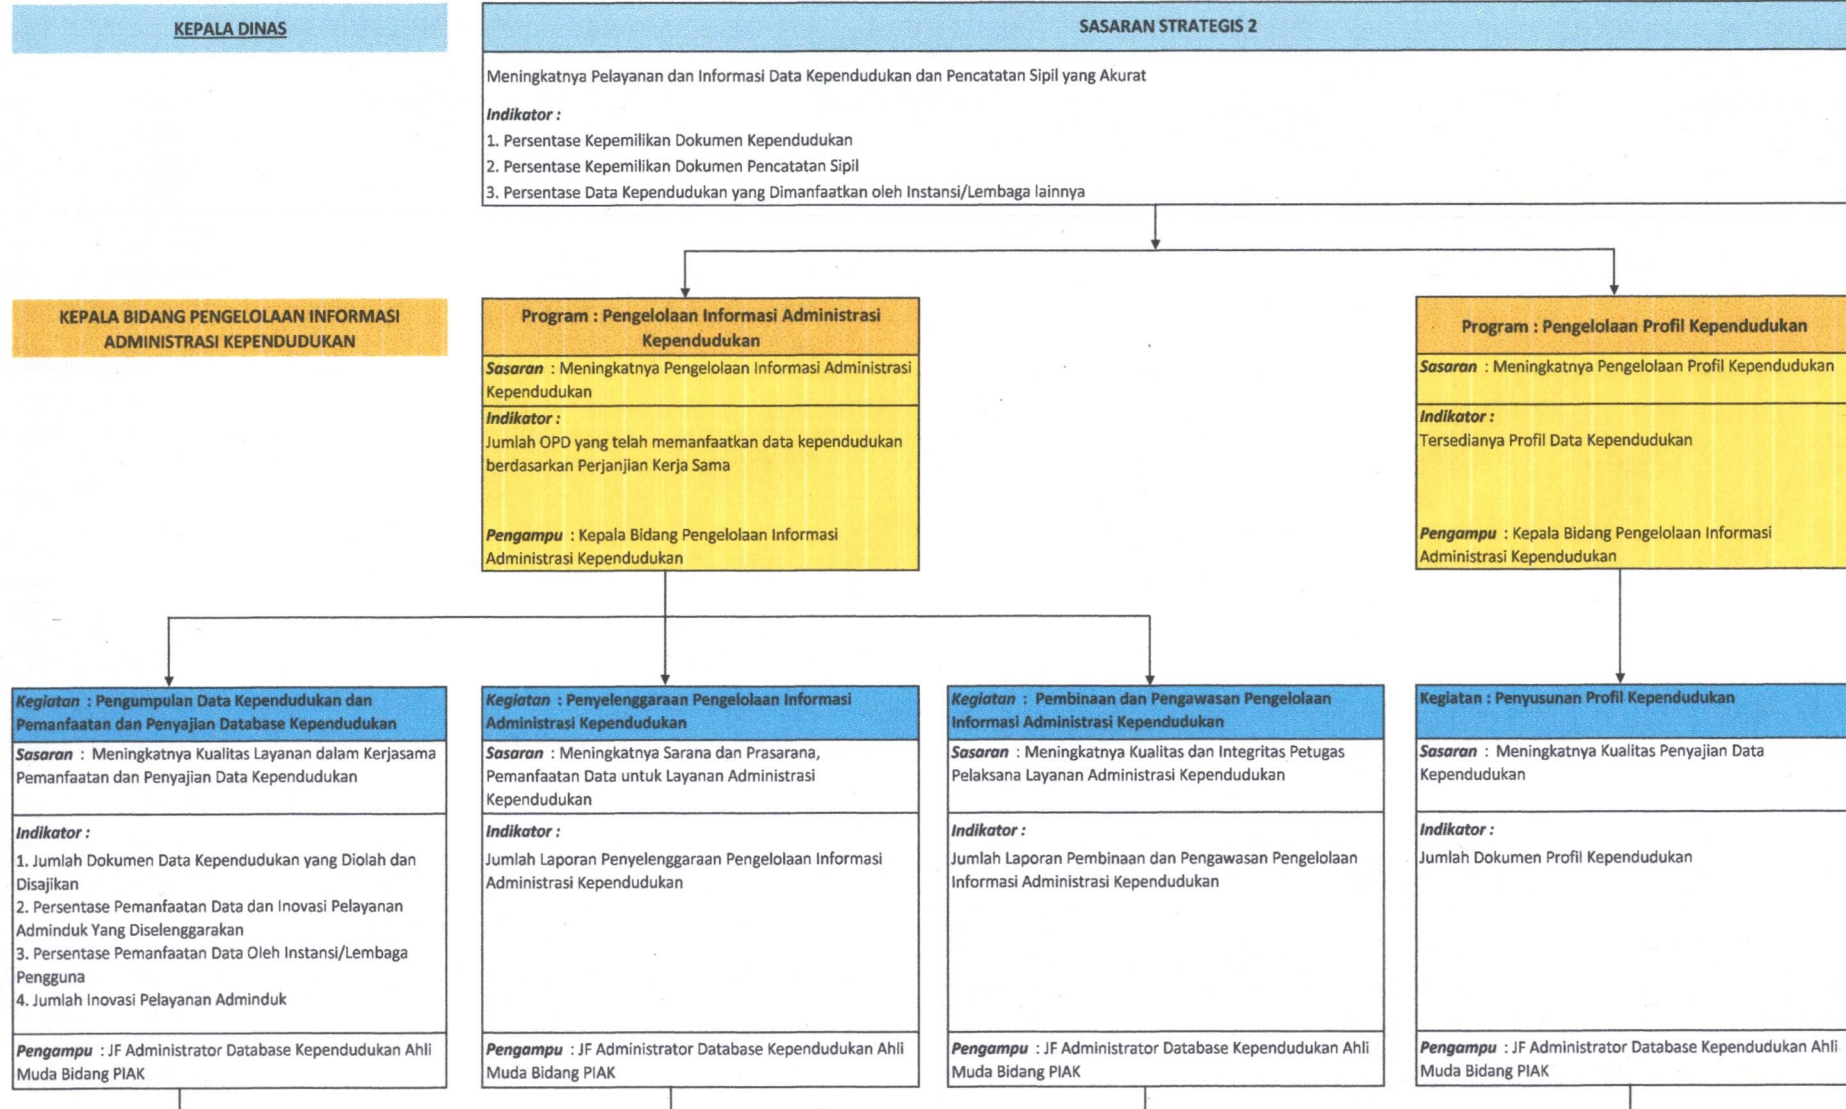 KEPALA DINAS
SASARAN STRATEGIS 2
Meningkatnya Pelayanan dan Informasi Data Kependudukan dan Pencatatan Sipil yang Akurat
Indikator :
1. Persentase Kepemilikan Dokumen Kependudukan
2. Persentase Kepemilikan Dokumen Pencatatan Sipil
3. Persentase Data Kependudukan yang Dimanfaatkan oleh Instansi/Lembaga lainnya
KEPALA BIDANG PENGELOLAAN INFORMASI
ADMINISTRASI KEPENDUDUKAN
Program : Pengelolaan Informasi Administrasi
Kependudukan
Sasaran : Meningkatnya Pengelolaan Informasi Administrasi
Kependudukan
Indikator :
Jumlah OPD yang telah memanfaatkan data kependudukan
berdasarkan Perjanjian Kerja Sama
Pengampu : Kepala Bidang Pengelolaan Informasi
Administrasi Kependudukan
Program : Pengelolaan Profil Kependudukan
Sasaran : Meningkatnya Pengelolaan Profil Kependudukan
Indikator :
Tersedianya Profil Data Kependudukan
Pengampu : Kepala Bidang Pengelolaan Informasi
Administrasi Kependudukan
Kegiatan : Pengumpulan Data Kependudukan dan
Pemanfaatan dan Penyajian Database Kependudukan
Sasaran : Meningkatnya Kualitas Layanan dalam Kerjasama
Pemanfaatan dan Penyajian Data Kependudukan
Indikator :
1. Jumlah Dokumen Data Kependudukan yang Diolah dan
Disajikan
2. Persentase Pemanfaatan Data dan Inovasi Pelayanan
Adminduk Yang Diselenggarakan
3. Persentase Pemanfaatan Data Oleh Instansi/Lembaga
Pengguna
4. Jumlah Inovasi Pelayanan Adminduk
Pengampu : JF Administrator Database Kependudukan Ahli
Muda Bidang PIAK
Kegiatan : Penyelenggaraan Pengelolaan Informasi
Administrasi Kependudukan
Sasaran : Meningkatnya Sarana dan Prasarana,
Pemanfaatan Data untuk Layanan Administrasi
Kependudukan
Indikator :
Jumlah Laporan Penyelenggaraan Pengelolaan Informasi
Administrasi Kependudukan
Pengampu : JF Administrator Database Kependudukan Ahli
Muda Bidang PIAK
Kegiatan : Pembinaan dan Pengawasan Pengelolaan
Informasi Administrasi Kependudukan
Sasaran : Meningkatnya Kualitas dan Integritas Petugas
Pelaksana Layanan Administrasi Kependudukan
Indikator :
Jumlah Laporan Pembinaan dan Pengawasan Pengelolaan
Informasi Administrasi Kependudukan
Pengampu : JF Administrator Database Kependudukan Ahli
Muda Bidang PIAK
Kegiatan : Penyusunan Profil Kependudukan
Sasaran : Meningkatnya Kualitas Penyajian Data
Kependudukan
Indikator :
Jumlah Dokumen Profil Kependudukan
Pengampu : JF Administrator Database Kependudukan Ahli
Muda Bidang PIAK